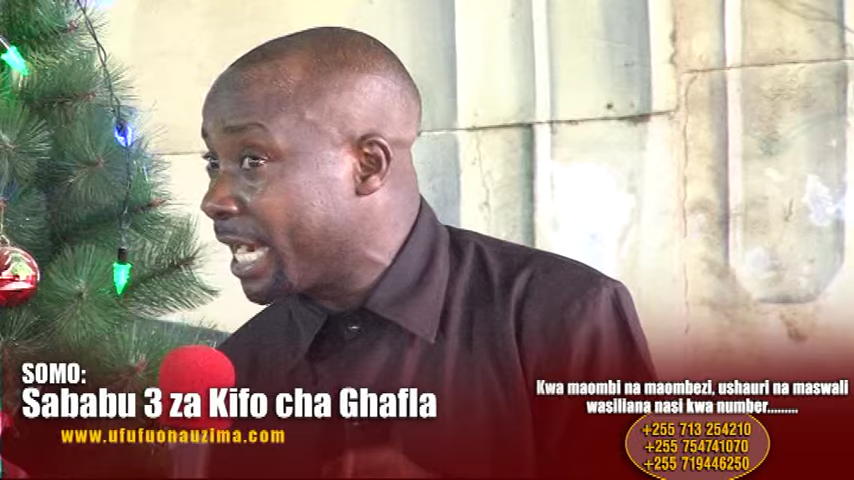 SOMO:
Sababu 3 za Kifo cha Ghafla
www.ufufuonauzima.com
Kwa maombi na maombezi, ushauri na maswali
wasiliana nasi kwa number.........
+255 713 254210
+255 754741070
+255 719446250